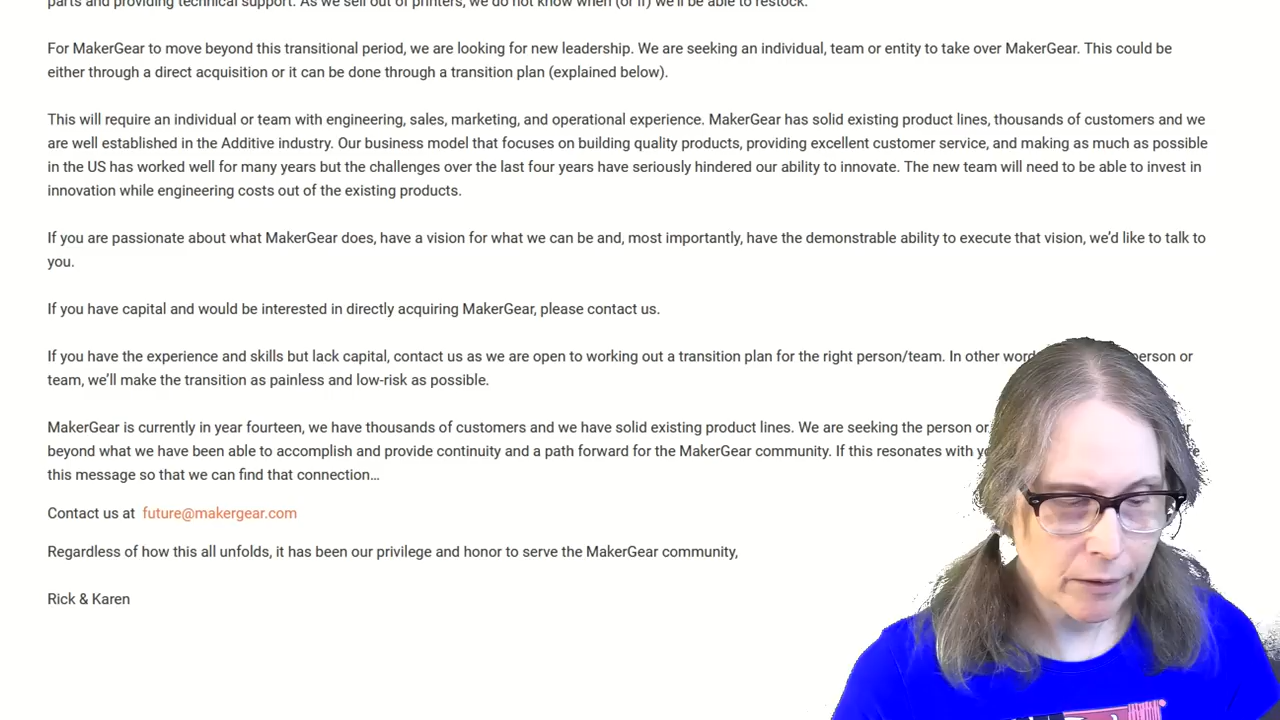 parts and providing technical support. As we sell out of printers, we do not know when (or if) we'll be able to restock.
For MakerGear to move beyond this transitional period, we are looking for new leadership. We are seeking an individual, team or entity to take over MakerGear. This could be
either through a direct acquisition or it can be done through a transition plan (explained below).
This will require an individual or team with engineering, sales, marketing, and operational experience. MakerGear has solid existing product lines, thousands of customers and we
are well established in the Additive industry. Our business model that focuses on building quality products, providing excellent customer service, and making as much as possible
in the US has worked well for many years but the challenges over the last four years have seriously hindered our ability to innovate. The new team will need to be able to invest in
innovation while engineering costs out of the existing products.
If you are passionate about what MakerGear does, have a vision for what we can be and, most importantly, have the demonstrable ability to execute that vision, we'd like to talk to
you.
If you have capital and would be interested in directly acquiring MakerGear, please contact us.
If you have the experience and skills but lack capital, contact us as we are open to working out a transition plan for the right person/team. In other person or
team, we'll make the transition as painless and low-risk as possible.
MakerGear is currently in year fourteen, we have thousands of customers and we have solid existing product lines. We are seeking the person or
beyond what we have been able to accomplish and provide continuity and a path forward for the MakerGear community. If this resonates with
this message so that we can find that connection…
Contact us at future@makergear.com
Regardless of how this all unfolds, it has been our privilege and honor to serve the MakerGear community,
Rick & Karen